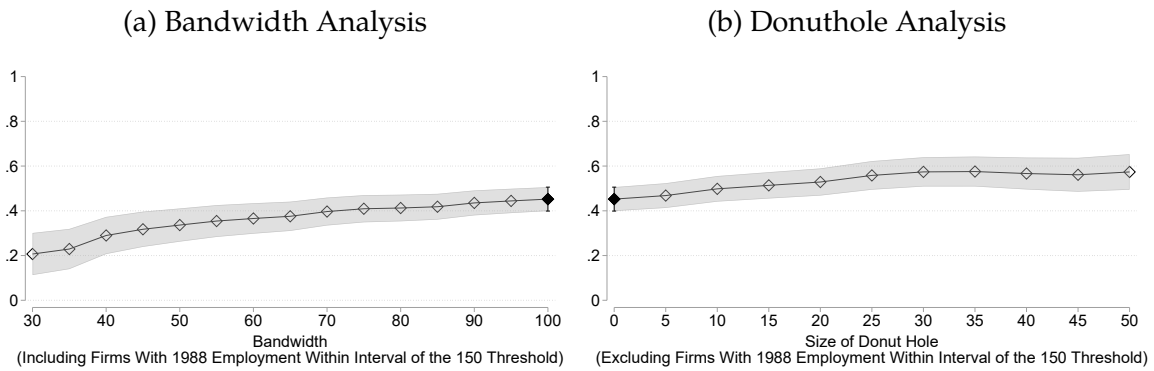 (a) Bandwidth Analysis
1
.8
.6
.4
.2
0
30 40 50 60 70 80 90 100
Bandwidth
(Including Firms With 1988 Employment Within Interval of the 150 Threshold)
(b) Donuthole Analysis
1
.8
.6
.4
.2
0
0 5 10 15 20 25 30 35 40 45 50
Size of Donut Hole
(Excluding Firms With 1988 Employment Within Interval of the 150 Threshold)